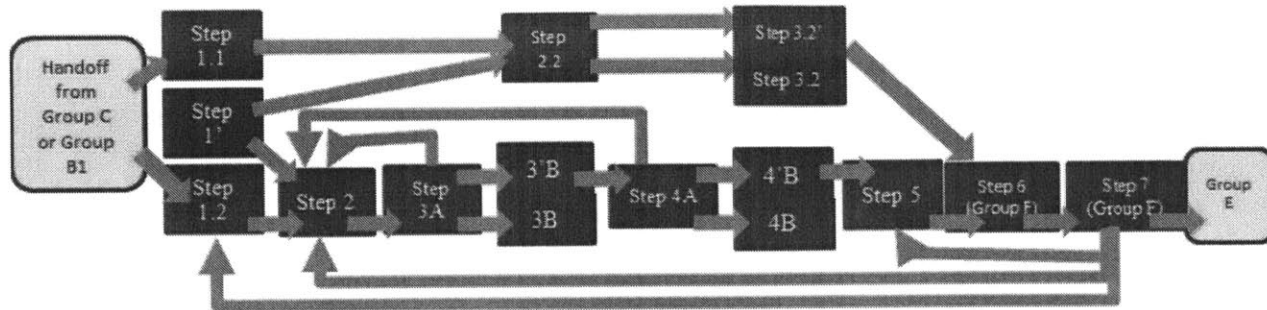 Handoff
from
Group C
or Group
B1
Step
1.1
Step
1'
Step
1.2
Step
2.2
Step 3.2'
Step 3.2
Step 2
Step
3A
3'B
3B
Step 4A
4'B
4B
Step 5
Step 6
(Group F)
Step 7
(Group F)
Group
E